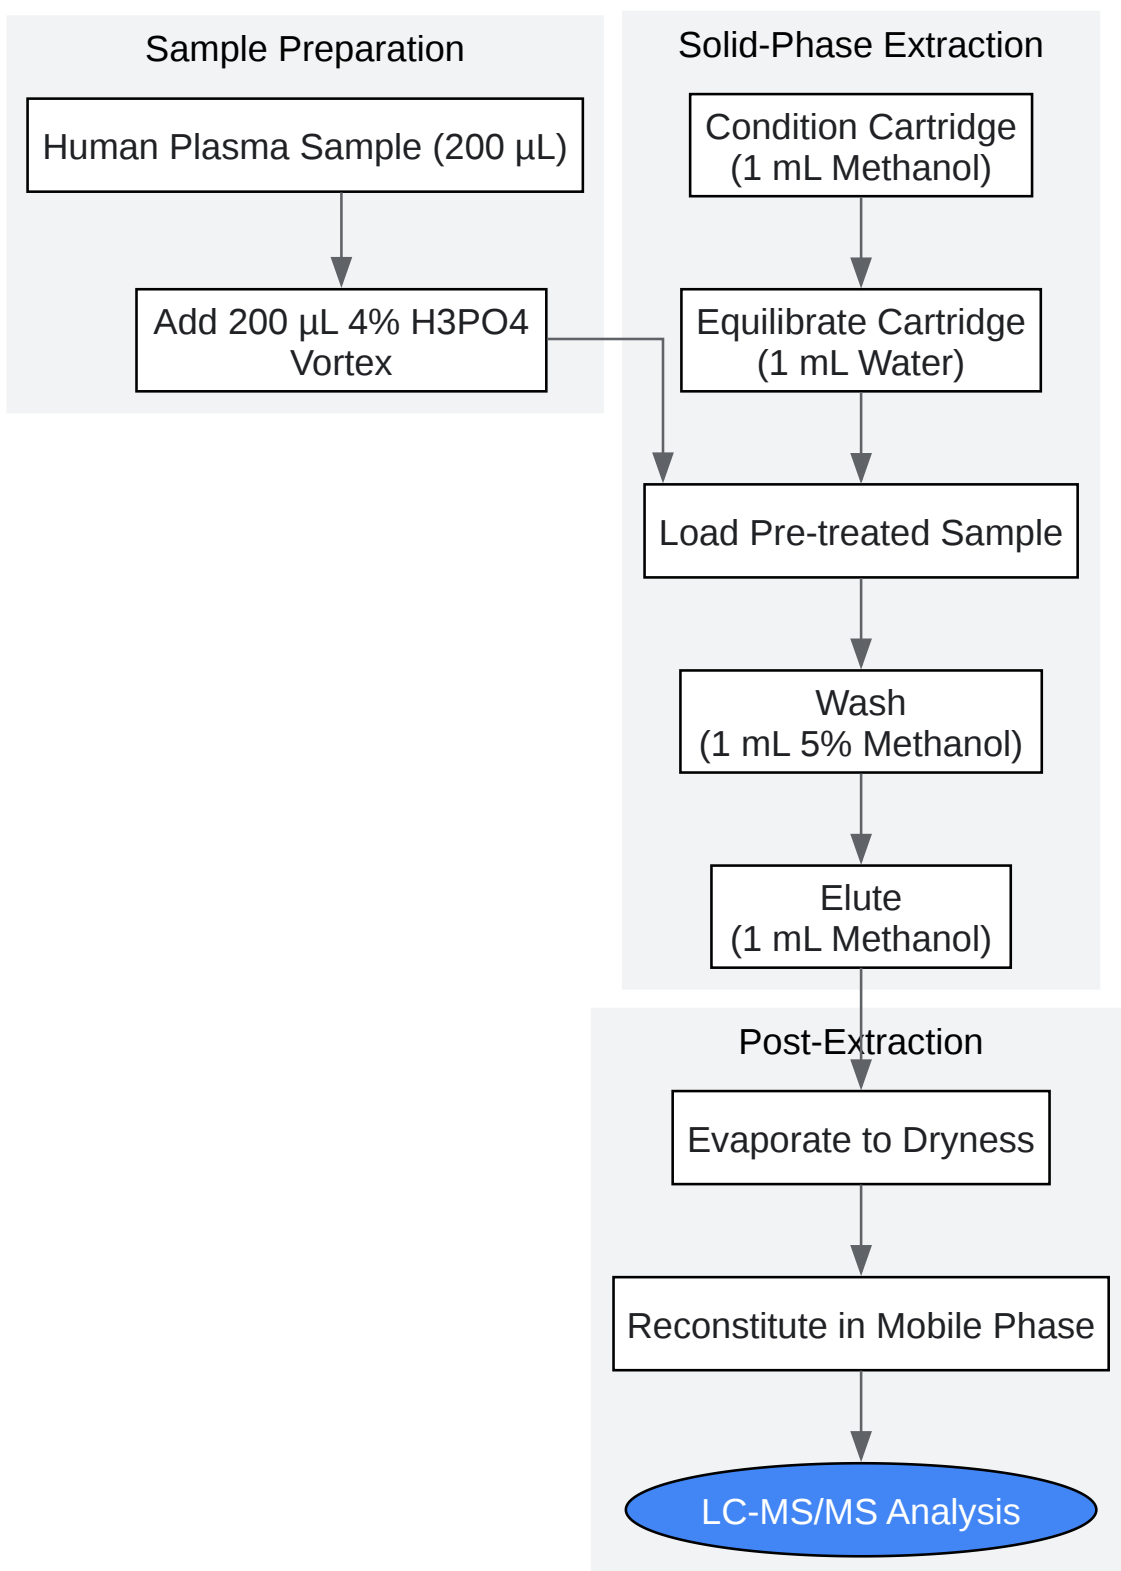 Sample Preparation
Human Plasma Sample (200 µL)
Add 200 µL 4% H3PO4
Vortex
Solid-Phase Extraction
Condition Cartridge
(1 mL Methanol)
Equilibrate Cartridge
(1 mL Water)
Load Pre-treated Sample
Wash
(1 mL 5% Methanol)
Elute
(1 mL Methanol)
Post-Extraction
Evaporate to Dryness
Reconstitute in Mobile Phase
LC-MS/MS Analysis